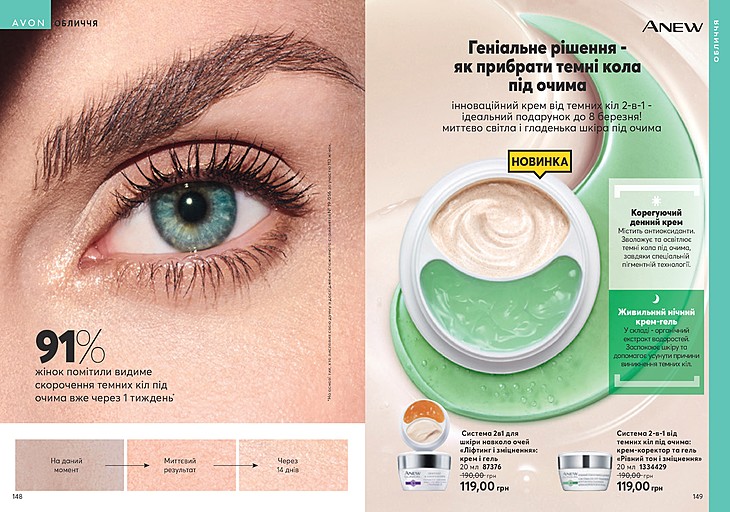 AVON
ОБЛИЧЧЯ
91%
жінок помітили видиме
скорочення темних кіл під
очима вже через 1 тиждень*
На даний
момент
Миттєвий
результат
Через
14 днів
148
ANEW
ОБЛИЧЧЯ
Геніальне рішення -
як прибрати темні кола
під очима
інноваційний крем від темних кіл 2-в-1 -
ідеальний подарунок до 8 березня!
миттєво світла і гладенька шкіра під очима
НОВИНКА
Корегуючий
денний крем
Містить антиоксиданти.
Зволожує та освітлює
темні кола під очима,
завдяки спеціальній
пігментній технології.
Живильний нічний
крем-гель
У складі - органічний
екстракт водоростей.
Заспокоює шкіру та
допомагає усунути причини
виникнення темних кіл.
Система 2в1 для
шкіри навколо очей
«Ліфтинг і зміцнення»:
крем і гель
20 мл 87376
190,00 грн
119,00 грн
ANEW
Система 2-в-1 від
темних кіл під очима:
крем-коректор та гель
«Рівний тон і зміцнення»
20 мл 1334429
190,00 грн
119,00 грн
ANEW
149